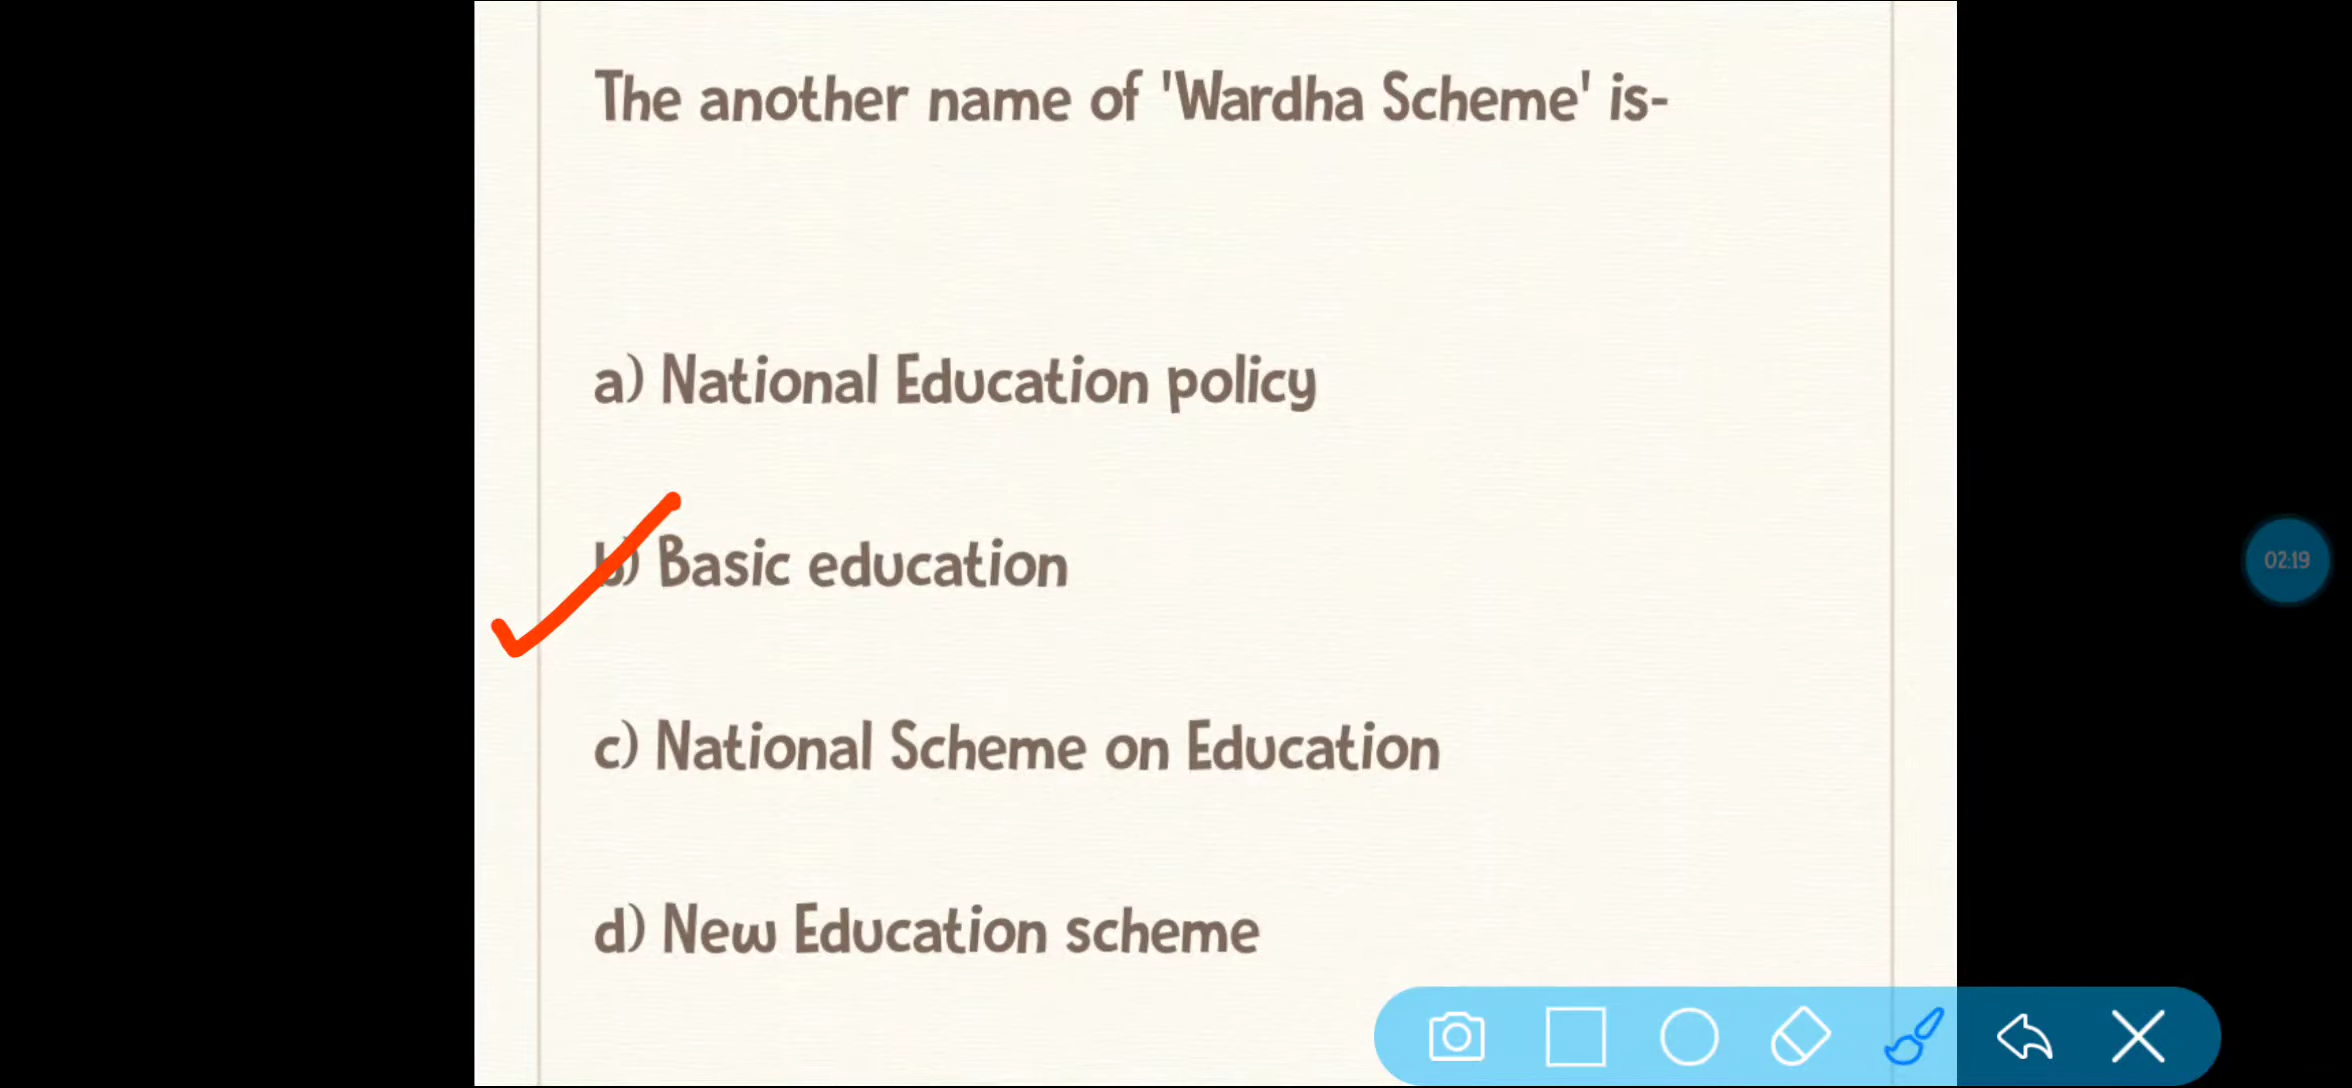 The another name of 'Wardha Scheme' is-
a) National Education policy
b) Basic education
c) National Scheme on Education
d) New Education scheme
02:19